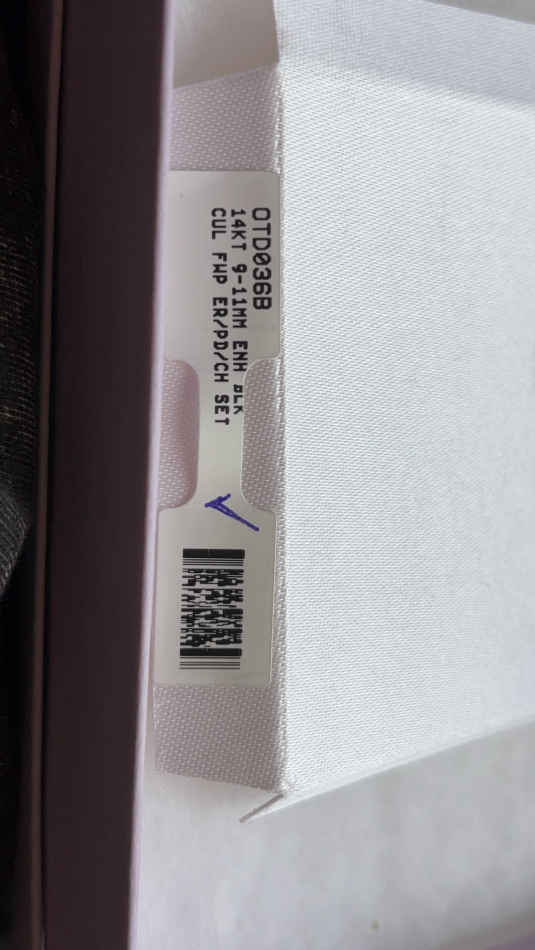 OTD036B
14KT 9-11MM ENH BLK
CUL FWP ER/PD/CH SET